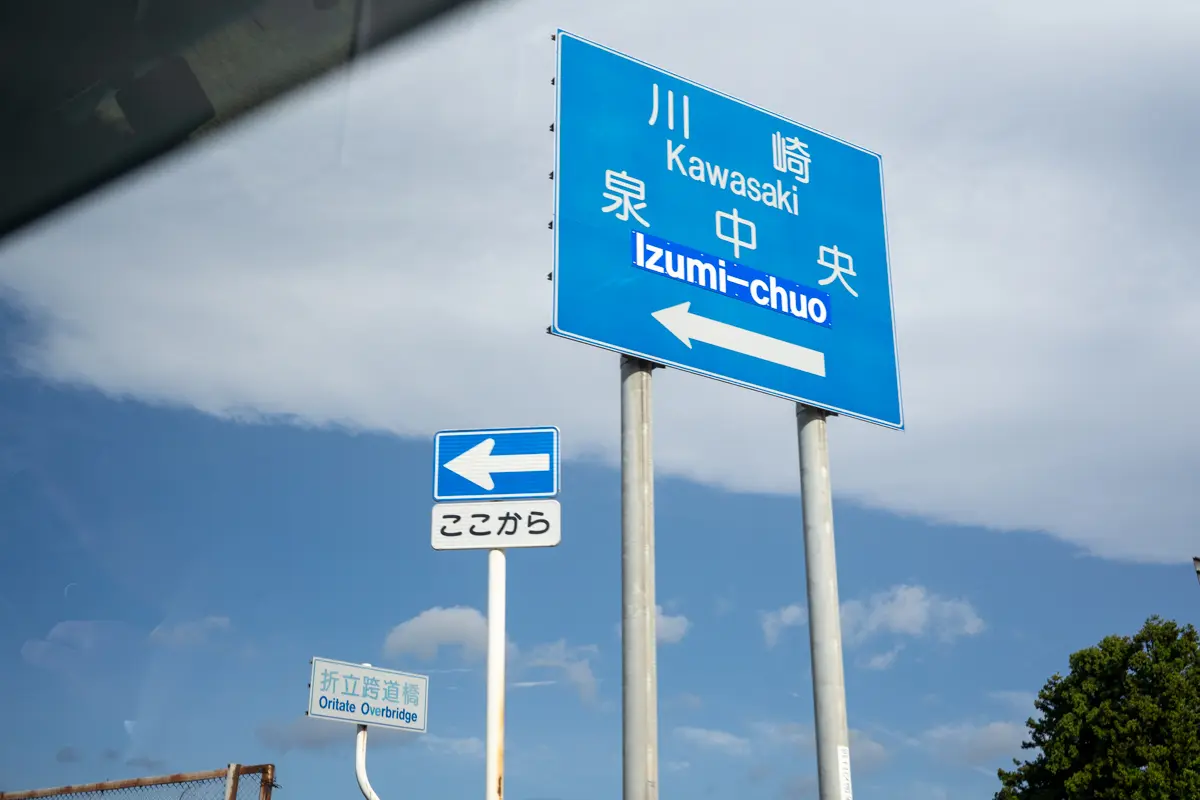 川崎
Kawasaki
泉中央
Izumi-chuo
ここから
折立跨道橋
Oritate Overbridge